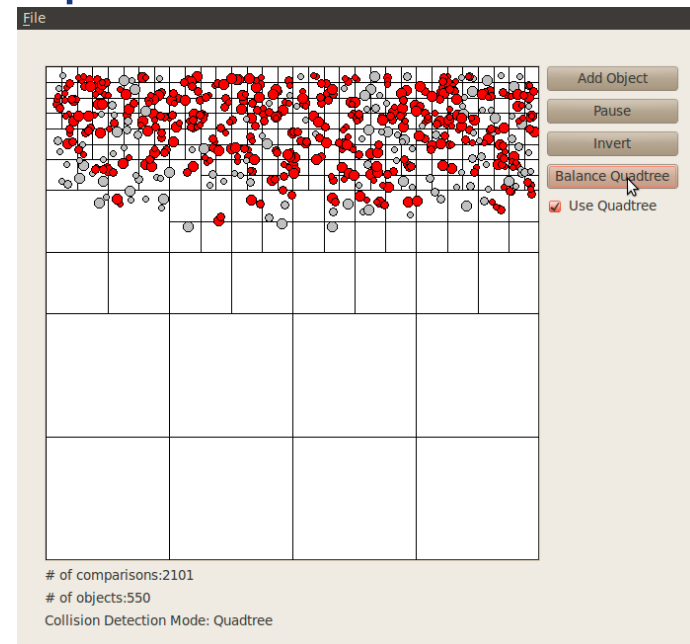 File
Add Object
Pause
Invert
Balance Quadtree
Use Quadtree
# of comparisons:2101
# of objects:550
Collision Detection Mode: Quadtree